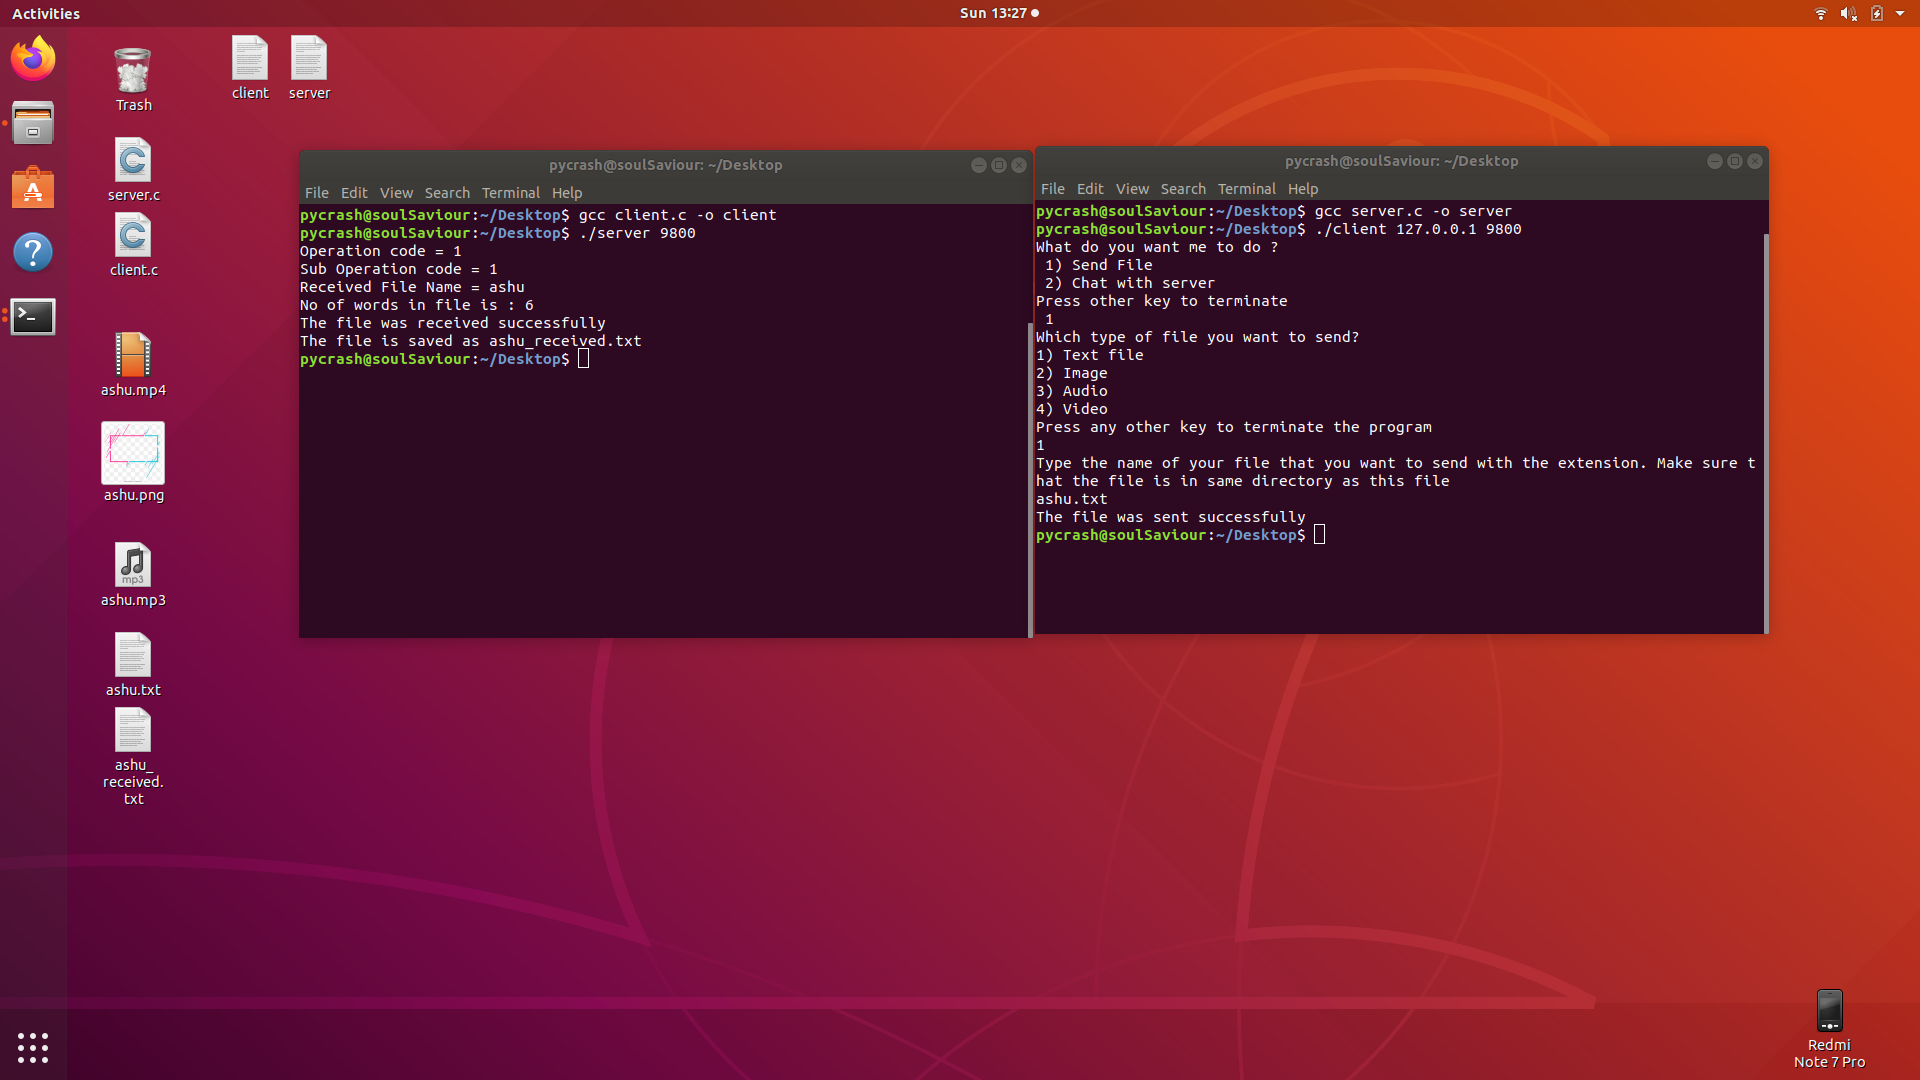 Activities
Sun 13:27
Trash
client
server
server.c
client.c
ashu.mp4
ashu.png
mp3
ashu.mp3
ashu.txt
ashu_
received.
txt
pycrash@soulSaviour: ~/Desktop
File Edit View Search Terminal Help
pycrash@soulSaviour:~/Desktop$ gcc client.c -o client
pycrash@soulSaviour:~/Desktop$ ./server 9800
Operation code = 1
Sub Operation code = 1
Received File Name = ashu
No of words in file is : 6
The file was received successfully
The file is saved as ashu_received.txt
pycrash@soulSaviour:~/Desktop$
pycrash@soulSaviour: ~/Desktop
File Edit View Search Terminal Help
pycrash@soulSaviour:~/Desktop$ gcc server.c -o server
pycrash@soulSaviour:~/Desktop$ ./client 127.0.0.1 9800
What do you want me to do ?
1) Send File
2) Chat with server
Press other key to terminate
1
Which type of file you want to send?
1) Text file
2) Image
3) Audio
4) Video
Press any other key to terminate the program
1
Type the name of your file that you want to send with the extension. Make sure t
hat the file is in same directory as this file
ashu.txt
The file was sent successfully
pycrash@soulSaviour:~/Desktop$
Redmi
Note 7 Pro